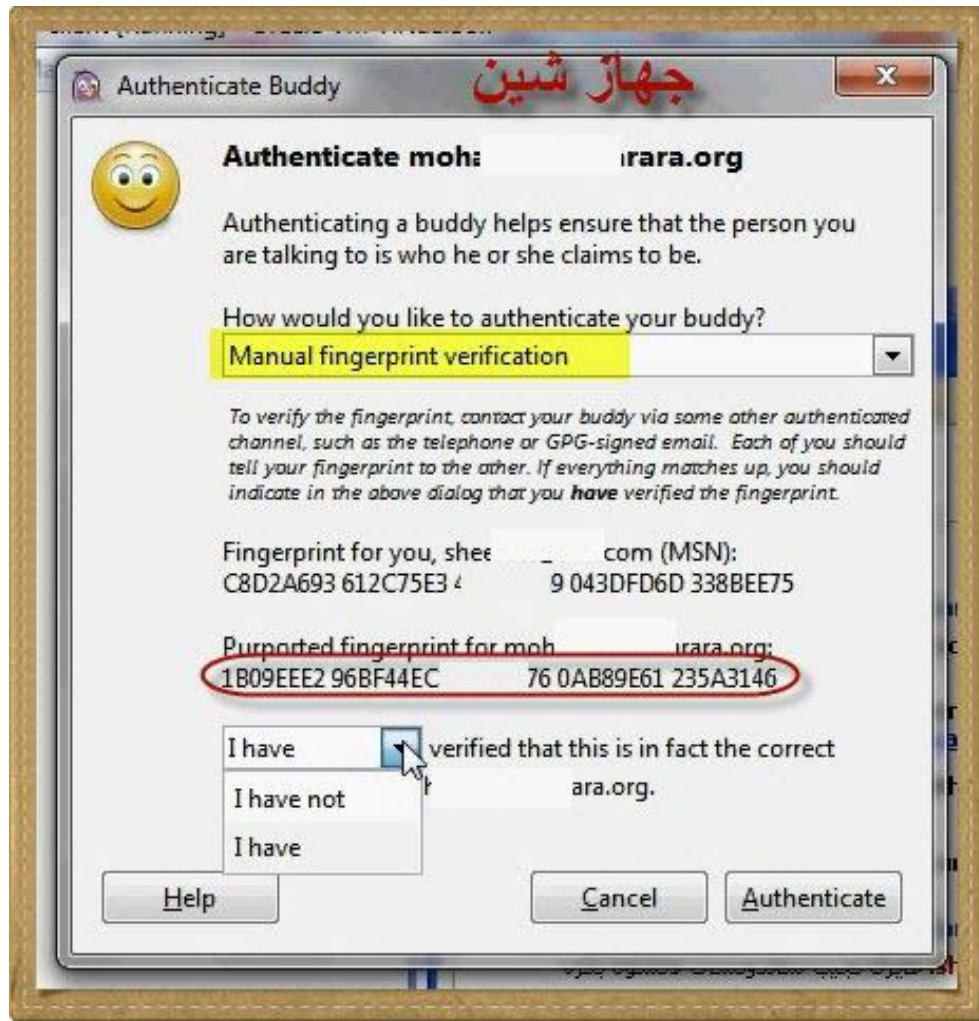 Authenticate Buddy
جهاز شين
Authenticate moha rara.org
Authenticating a buddy helps ensure that the person you
are talking to is who he or she claims to be.
How would you like to authenticate your buddy?
Manual fingerprint verification
To verify the fingerprint, contact your buddy via some other authenticated
channel, such as the telephone or GPG-signed email. Each of you should
tell your fingerprint to the other. If everything matches up, you should
indicate in the above dialog that you have verified the fingerprint.
Fingerprint for you, shee com (MSN):
C8D2A693 612C75E3 4 9 043DFD6D 338BEE75
Purported fingerprint for moh rara.org:
1B09EEE2 96BF44EC 76 0AB89E61 235A3146
I have verified that this is in fact the correct
ara.org.
I have not
I have
Help
Cancel
Authenticate